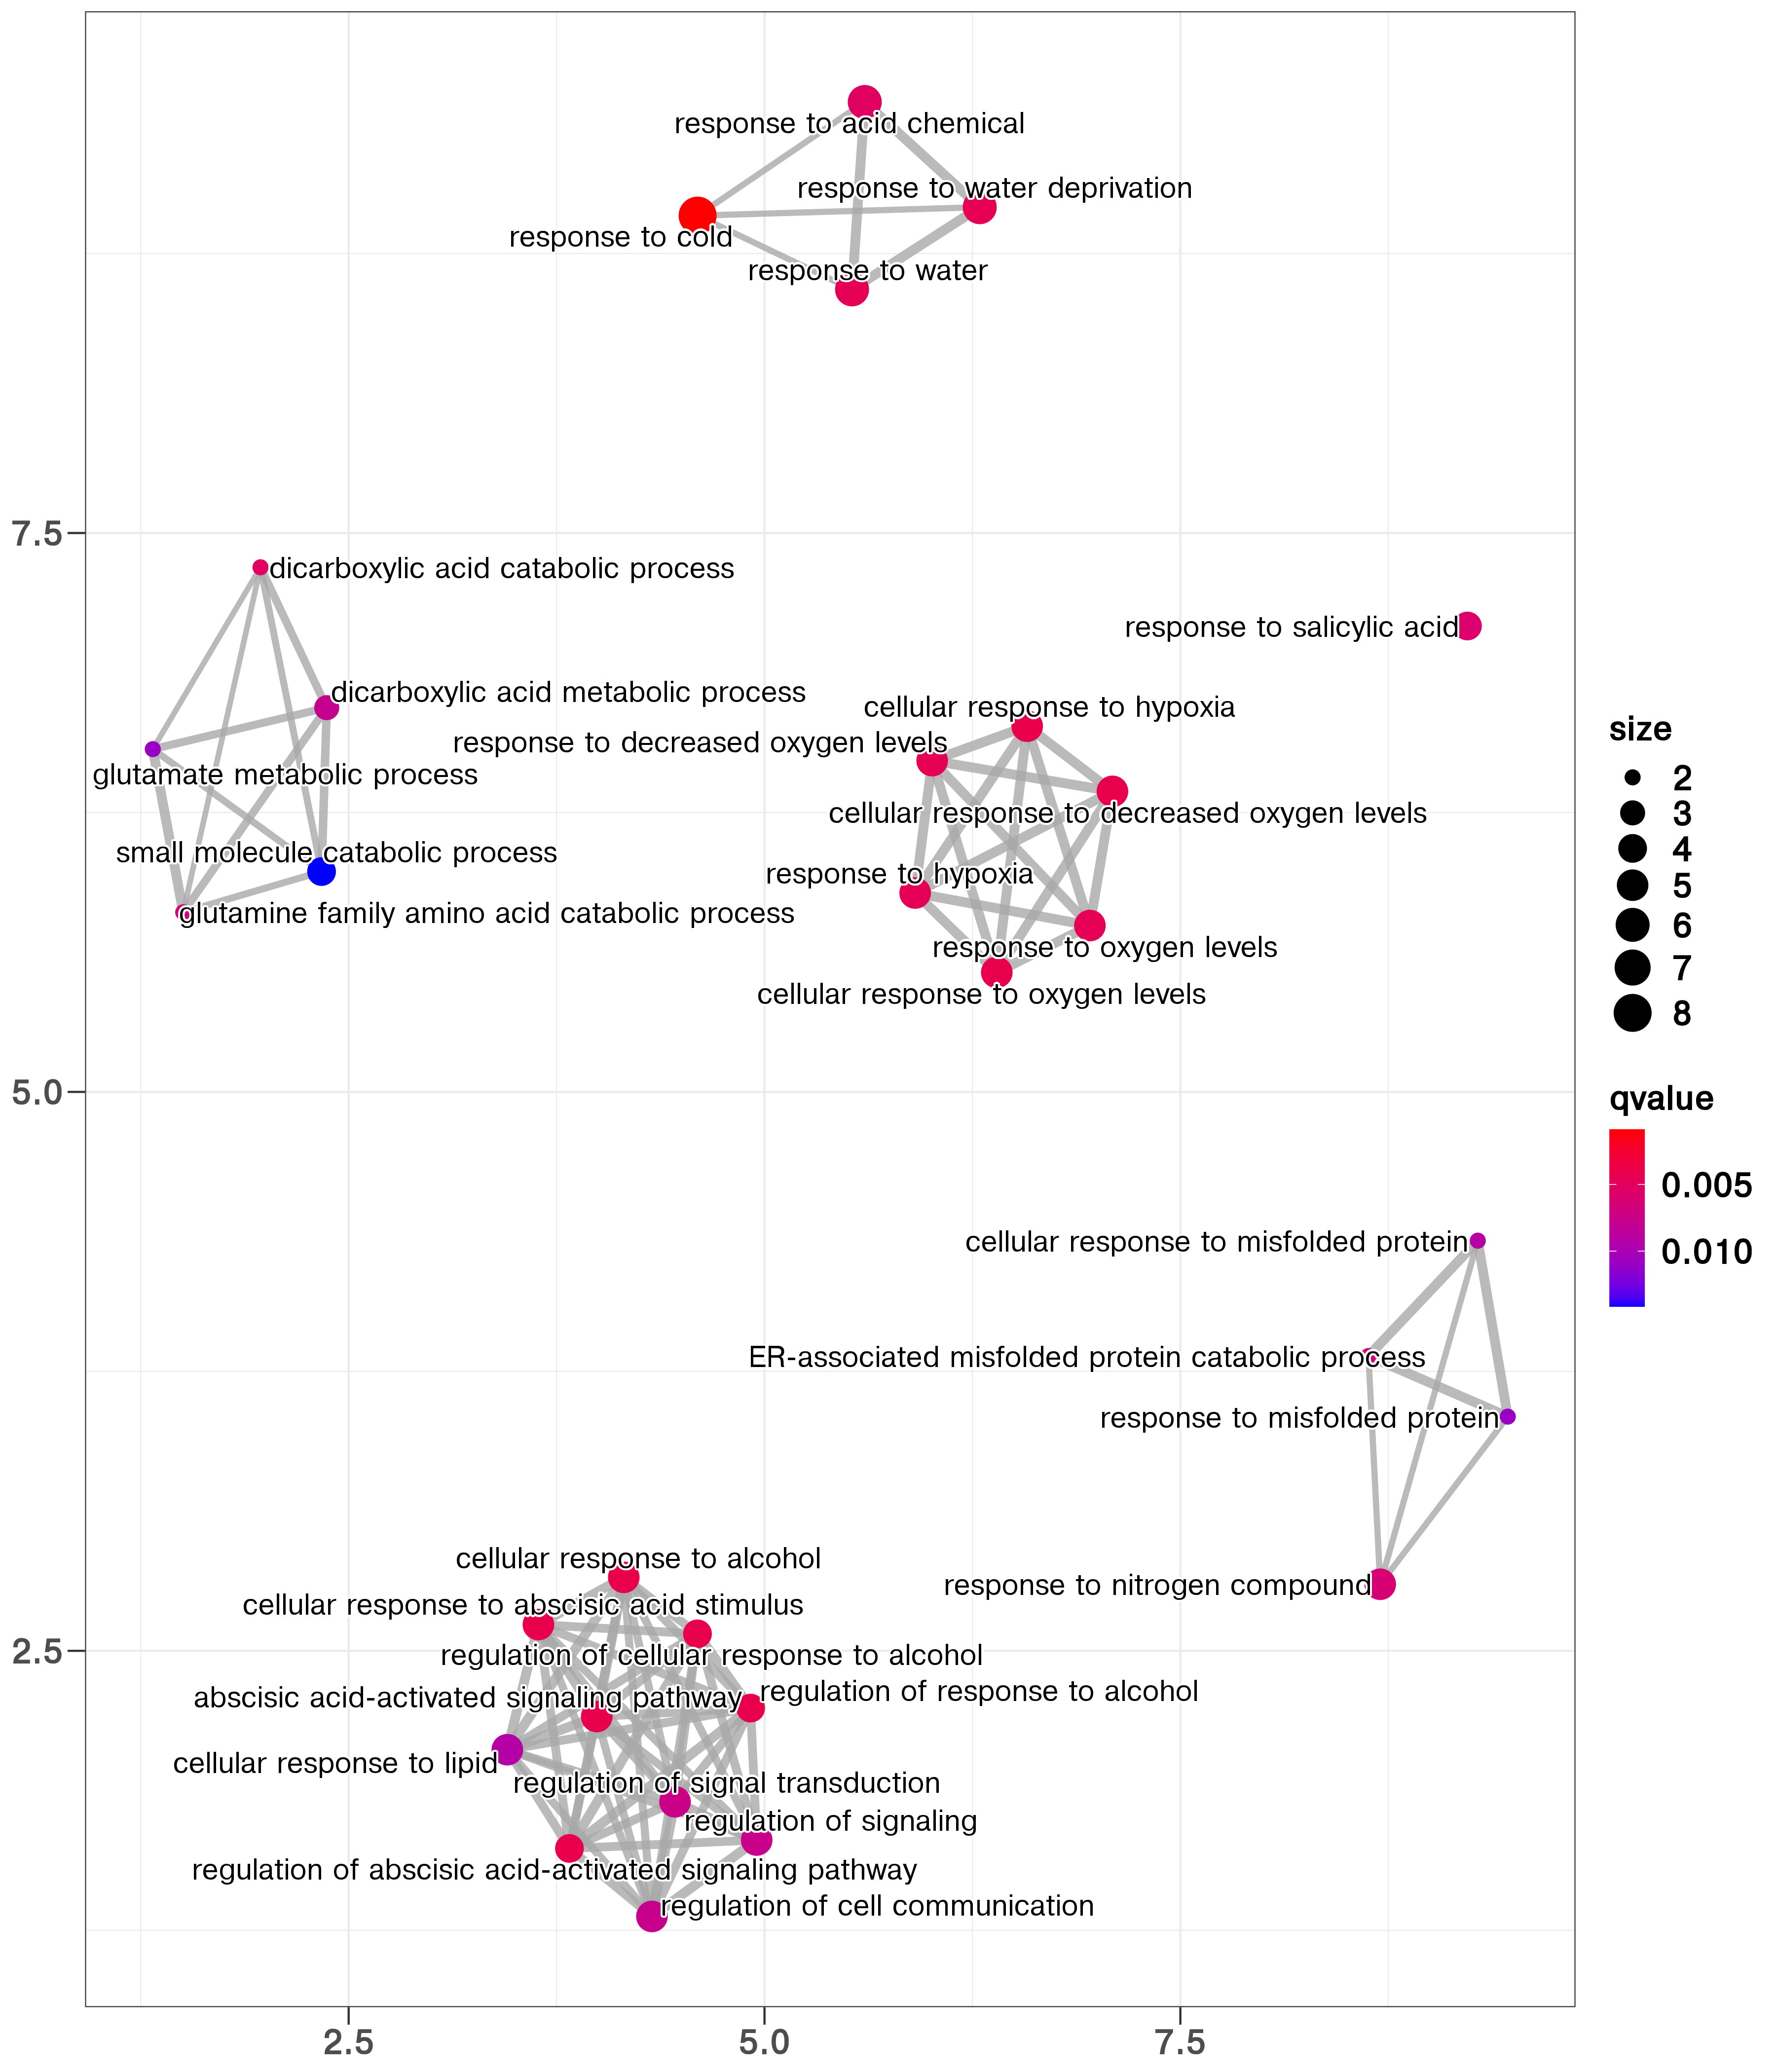 response to acid chemical
response to water deprivation
response to cold
response to water
7.5
dicarboxylic acid catabolic process
response to salicylic acid
dicarboxylic acid metabolic process
cellular response to hypoxia
response to decreased oxygen levels
glutamate metabolic process
cellular response to decreased oxygen levels
small molecule catabolic process
response to hypoxia
glutamine family amino acid catabolic process
response to oxygen levels
cellular response to oxygen levels
5.0
cellular response to misfolded protein
ER-associated misfolded protein catabolic process
response to misfolded protein
cellular response to alcohol
response to nitrogen compound
cellular response to abscisic acid stimulus
2.5
regulation of cellular response to alcohol
regulation of response to alcohol
abscisic acid-activated signaling pathway
cellular response to lipid
regulation of signal transduction
regulation of signaling
regulation of abscisic acid-activated signaling pathway
regulation of cell communication
2.5
5.0
7.5
size
2
3
4
5
6
7
8
qvalue
0.005
0.010